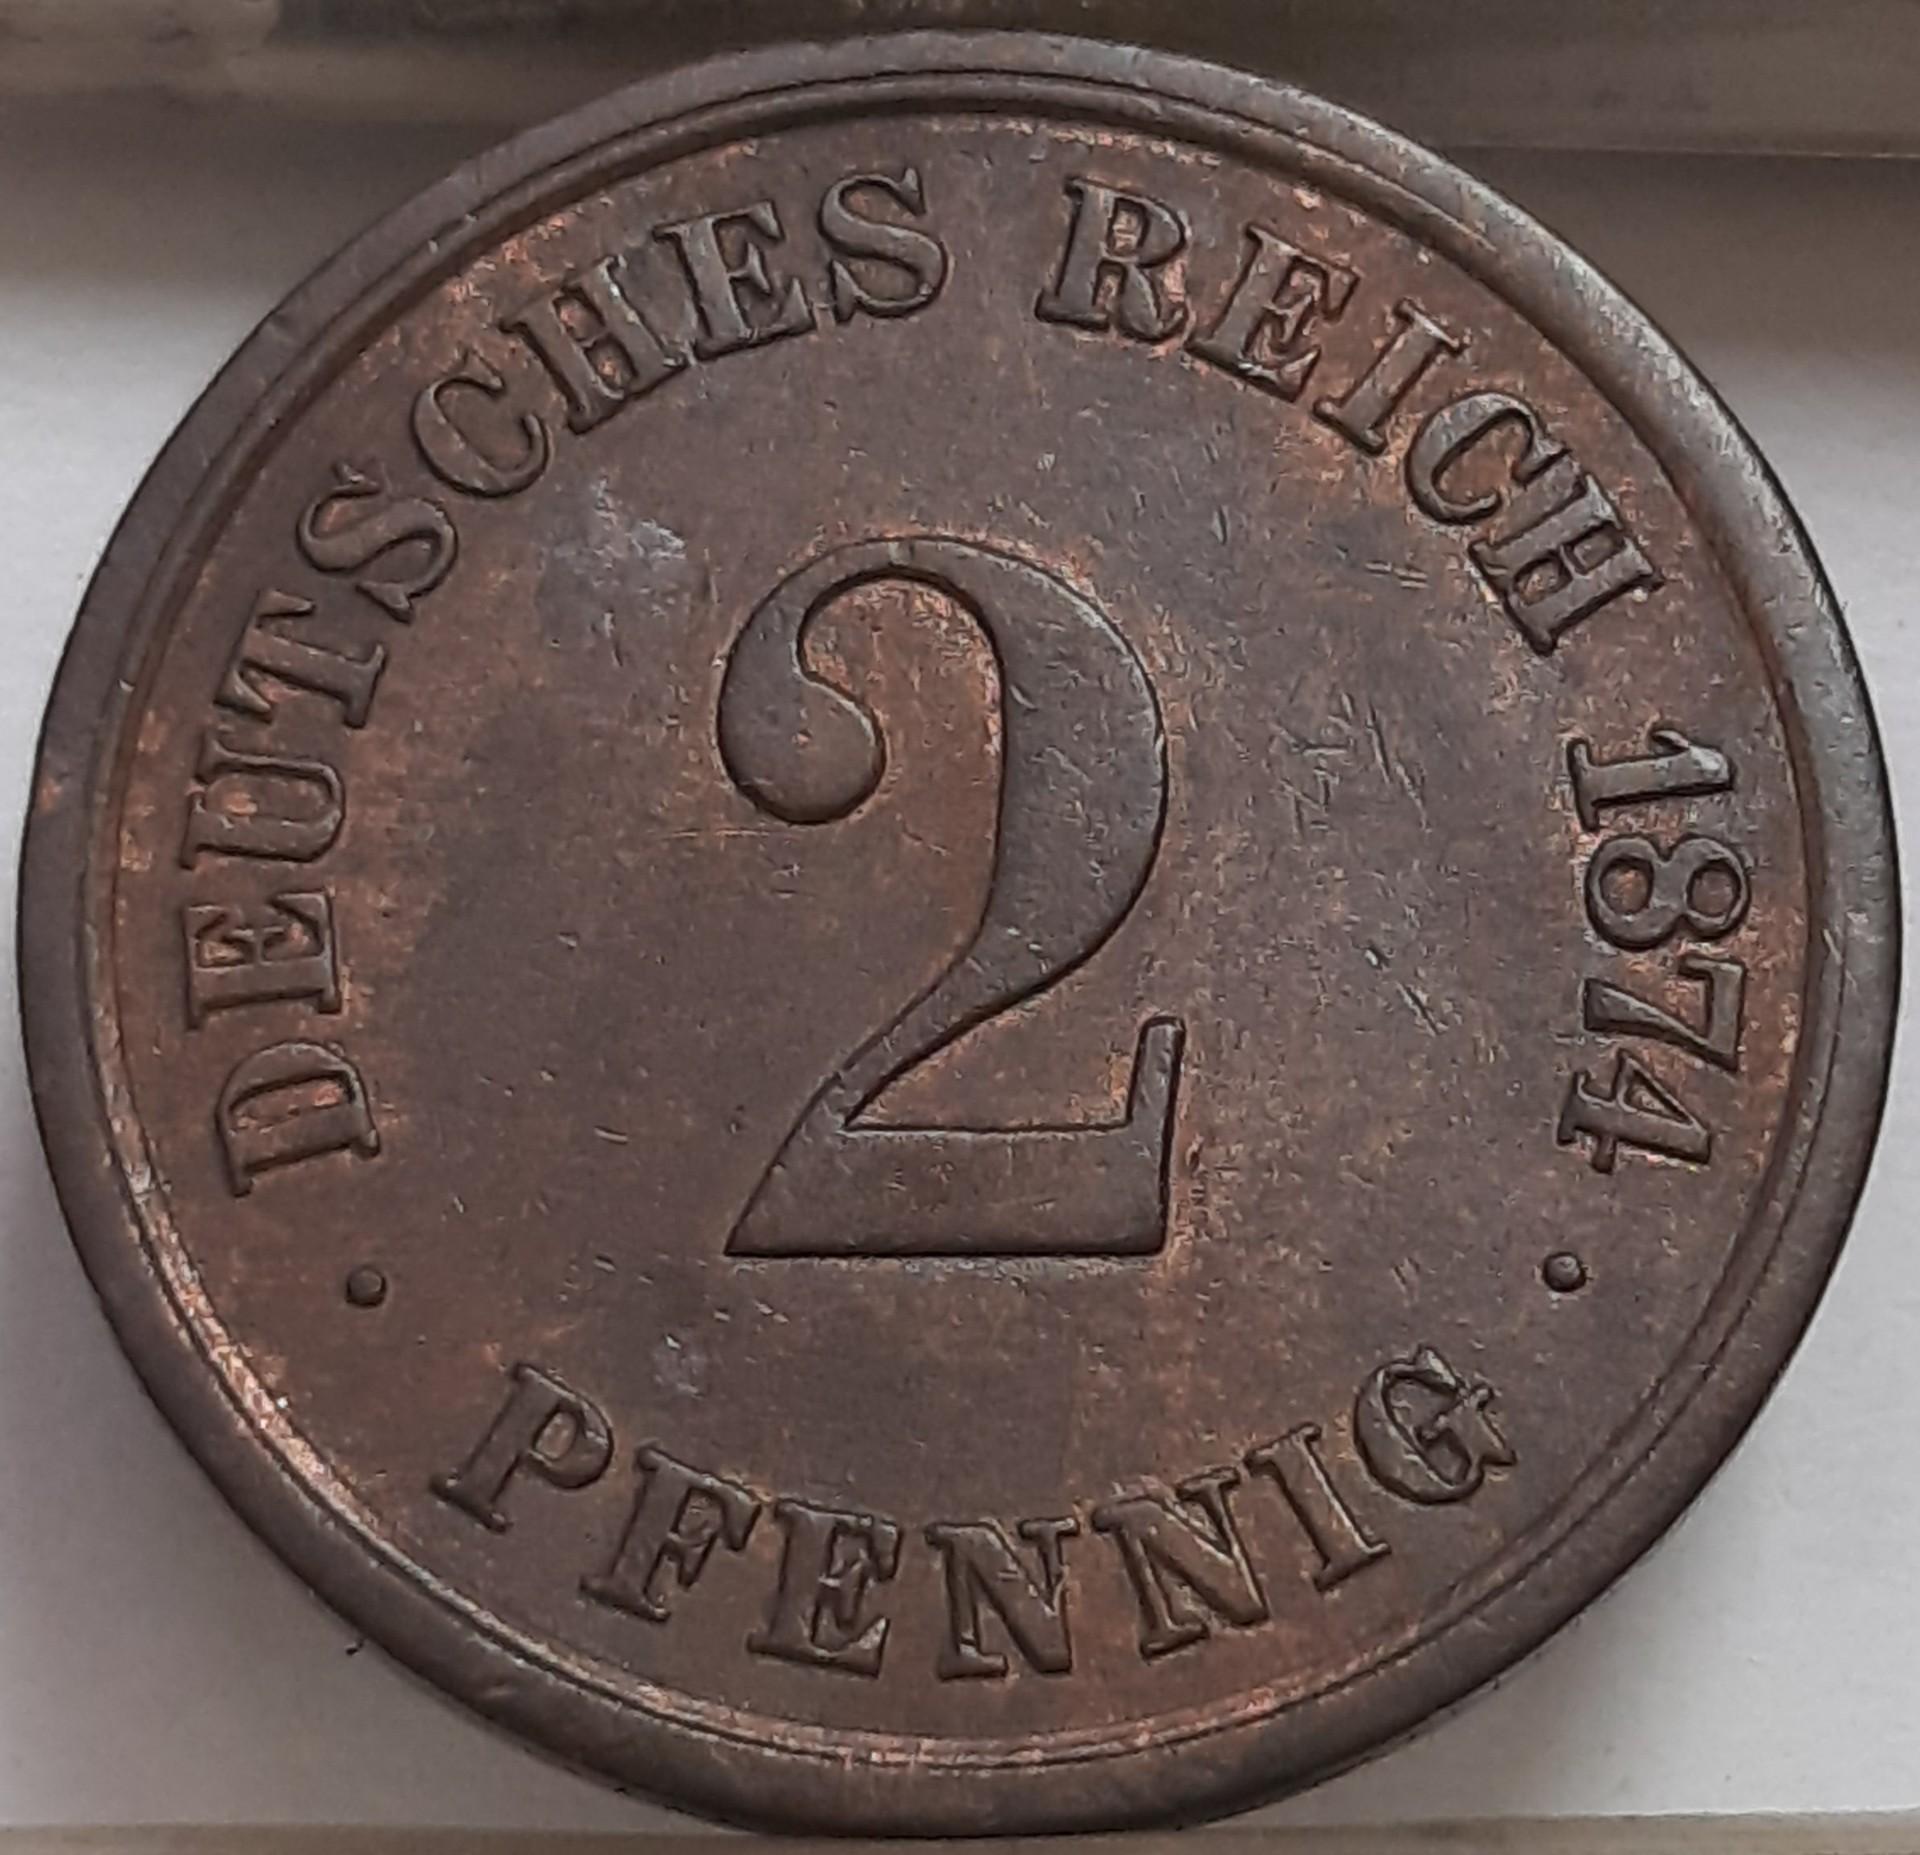 DEUTSCHES REICH 1874
2
• PFENNIG •